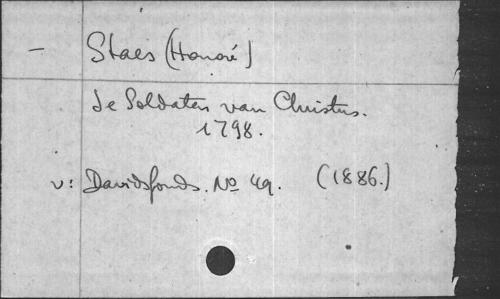 — Staes (Honoré)
de Soldaten van Christus.
1798.
v: Davidsfonds. No 49. (1886.)